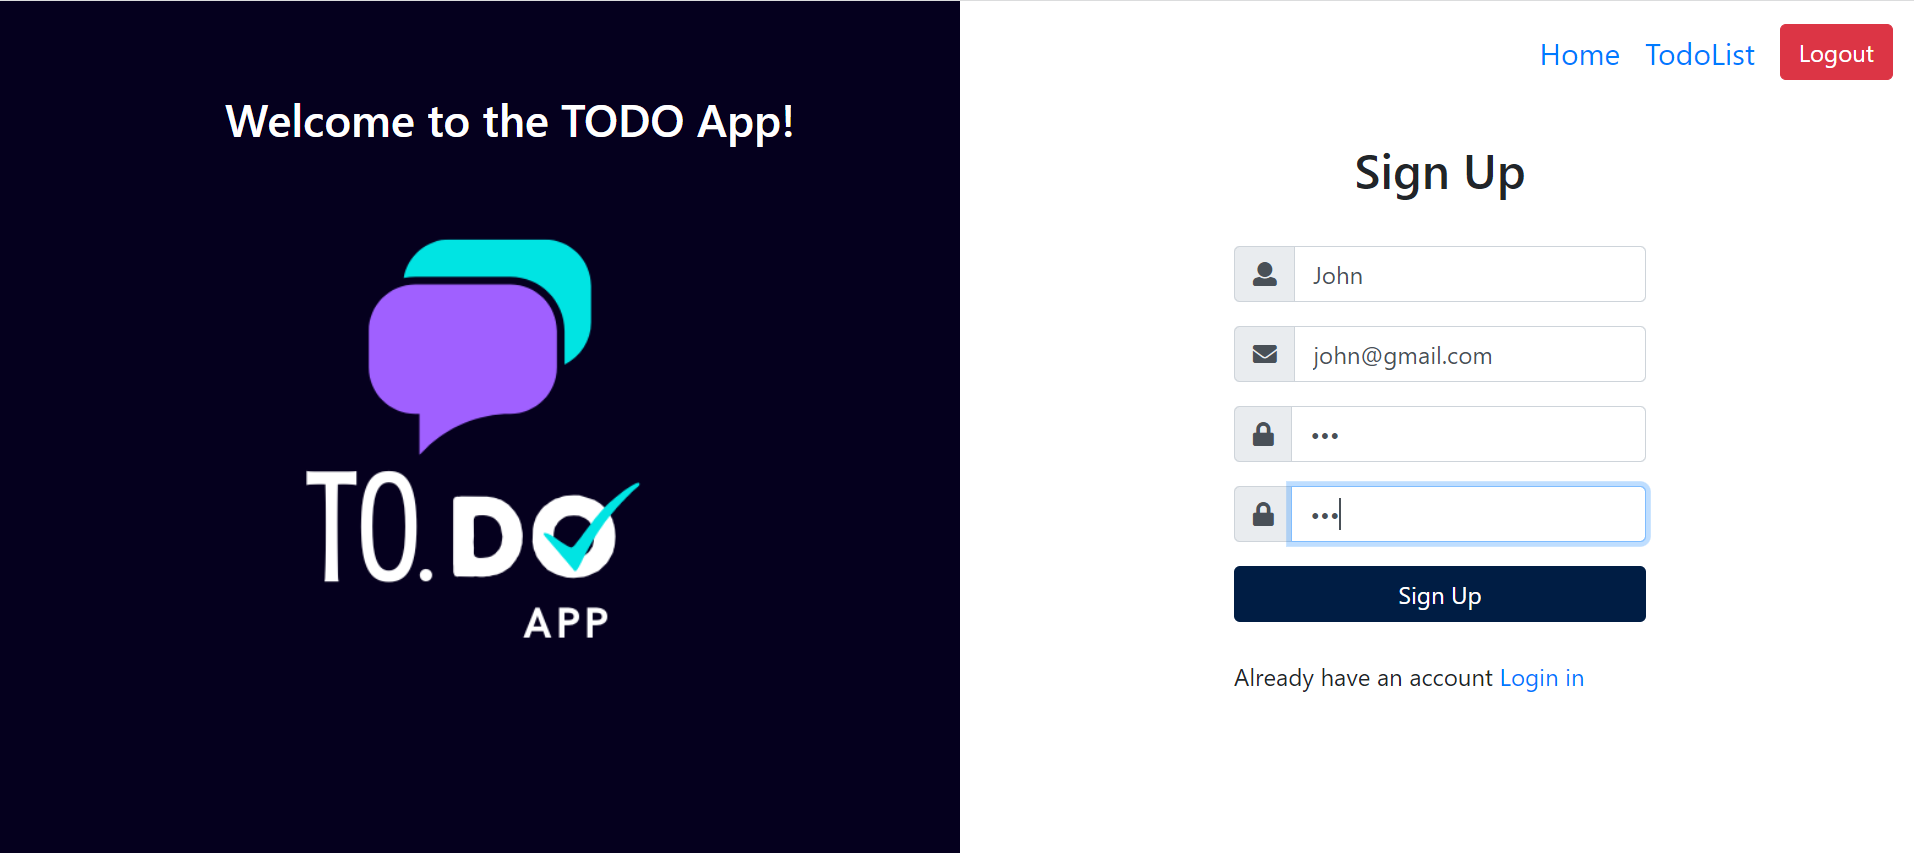 Welcome to the TODO App!
TO.DO
APP
Home TodoList Logout
Sign Up
John
john@gmail.com
•••
•••
Sign Up
Already have an account Login in